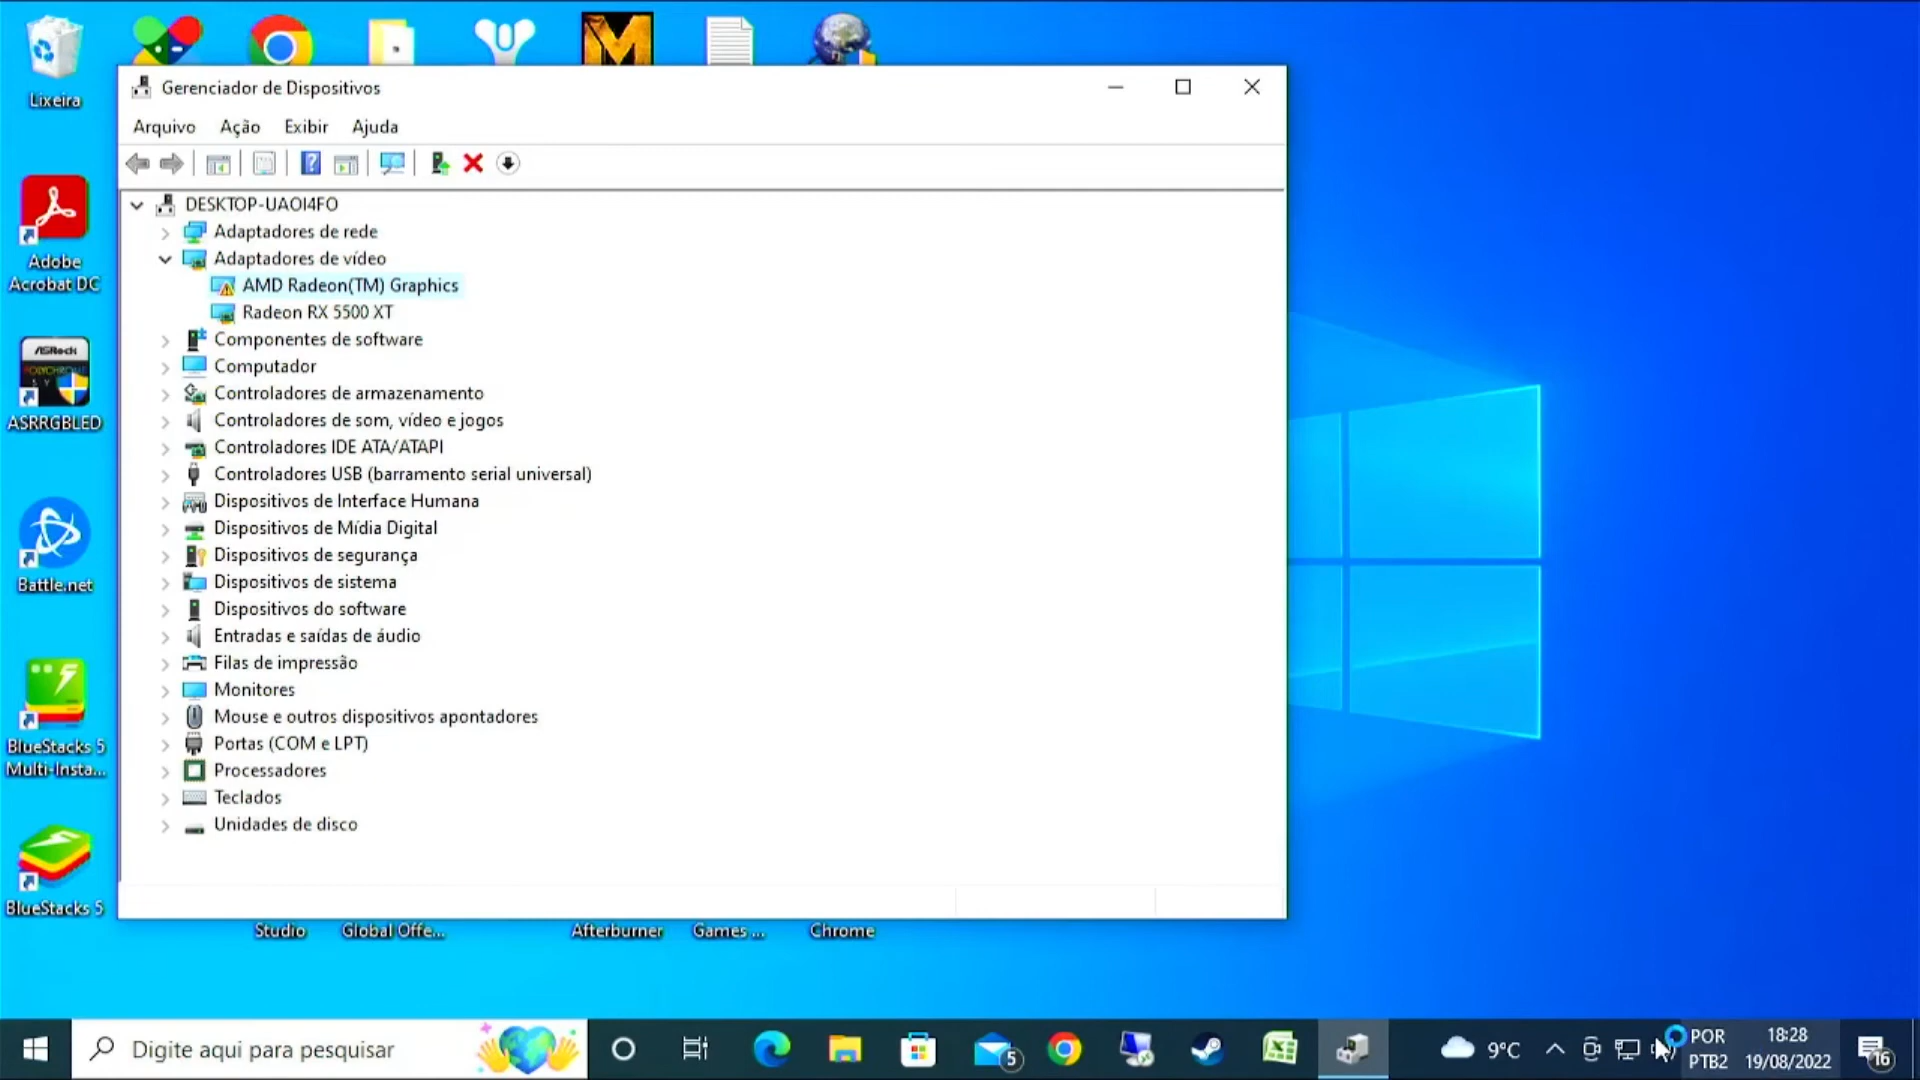 Lixeira
Gerenciador de Dispositivos
Arquivo Ação Exibir Ajuda
DESKTOP-UAOI4FO
Adaptadores de rede
Adaptadores de vídeo
AMD Radeon(TM) Graphics
Radeon RX 5500 XT
Componentes de software
Computador
Controladores de armazenamento
Controladores de som, vídeo e jogos
Controladores IDE ATA/ATAPI
Controladores USB (barramento serial universal)
Dispositivos de Interface Humana
Dispositivos de Mídia Digital
Dispositivos de segurança
Dispositivos de sistema
Dispositivos do software
Entradas e saídas de áudio
Filas de impressão
Monitores
Mouse e outros dispositivos apontadores
Portas (COM e LPT)
Processadores
Teclados
Unidades de disco
Adobe
Acrobat DC
ASRock
ASRRGBLED
Battle.net
BlueStacks 5
Multi-Insta...
BlueStacks 5
Studio Global Offe... Afterburner Games ... Chrome
Digite aqui para pesquisar
5
9°C
POR
PTB2
18:28
19/08/2022
16